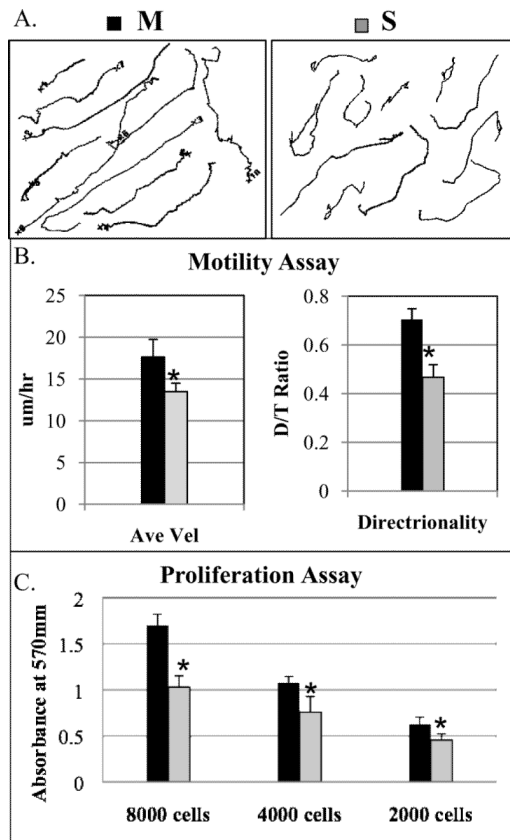 A.
M
S
B.
Motility Assay
25
20
15
10
5
0
um/hr
*
Ave Vel
0.8
0.6
0.4
0.2
0
D/T Ratio
*
Directrionality
C.
Proliferation Assay
2
1.5
1
0.5
0
Absorbance at 570mm
*
*
*
8000 cells
4000 cells
2000 cells